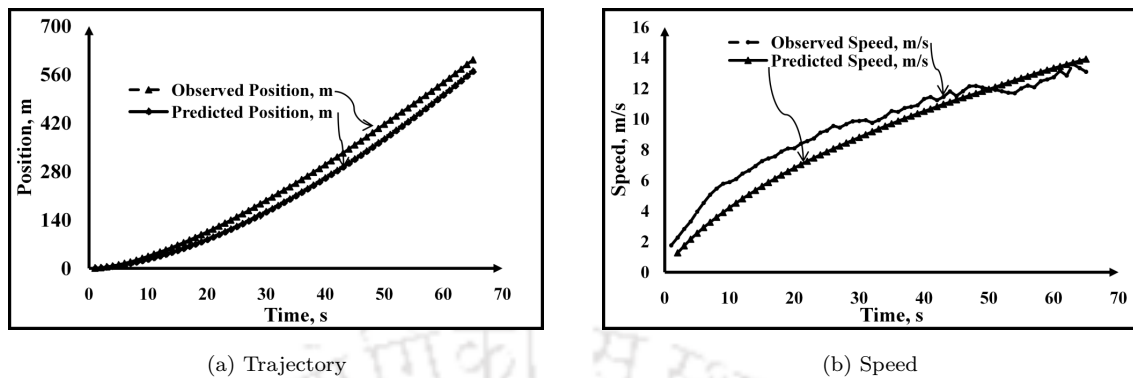 700
560
420
280
140
0
Position, m
Observed Position, m
Predicted Position, m
0 10 20 30 40 50 60 70
Time, s
(a) Trajectory
16
14
12
10
8
6
4
2
0
Speed, m/s
Observed Speed, m/s
Predicted Speed, m/s
0 10 20 30 40 50 60 70
Time, s
(b) Speed